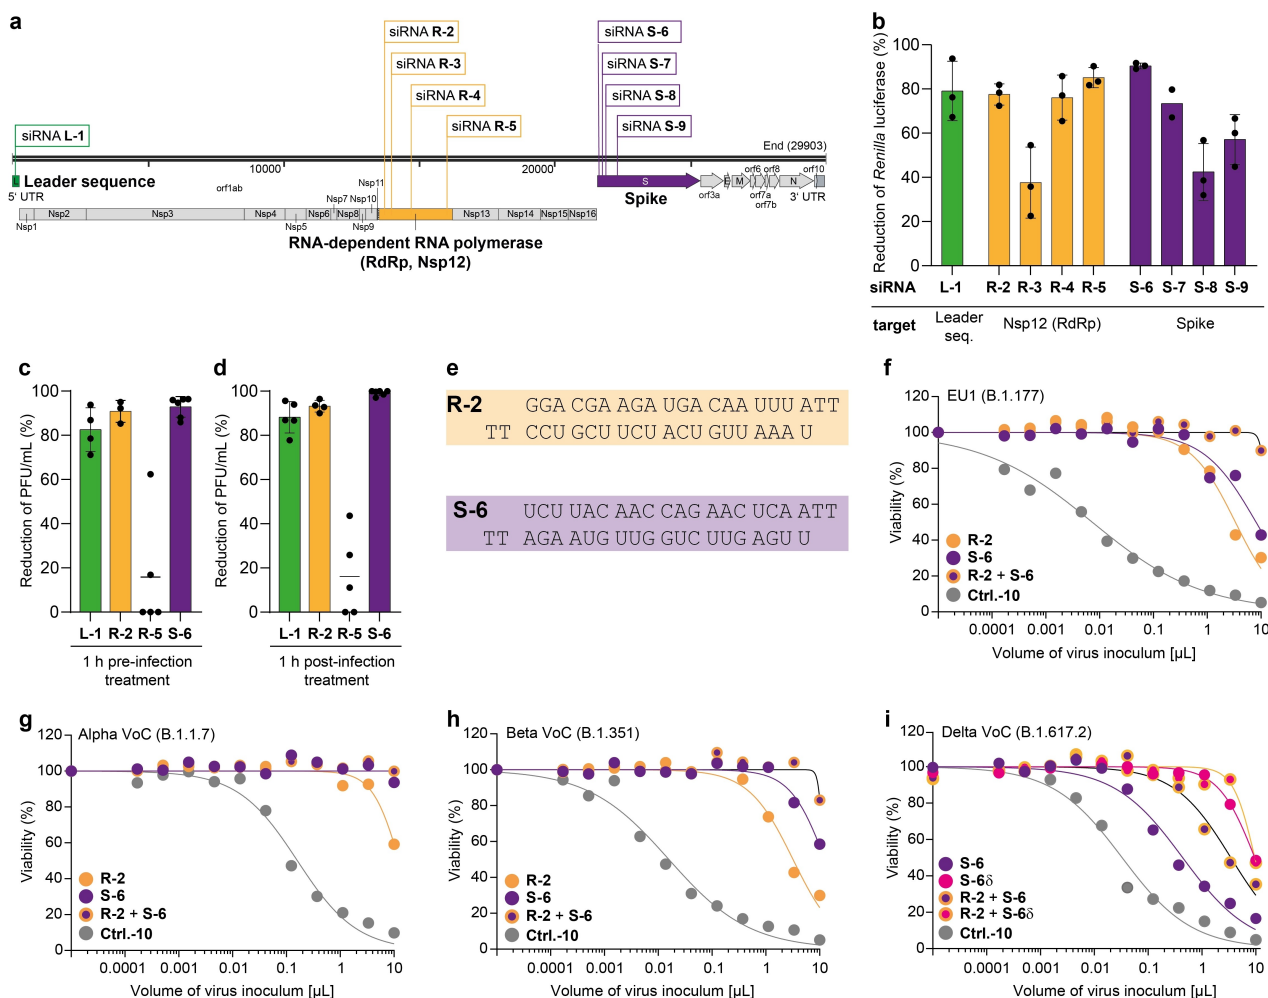 a
siRNA R-2
siRNA R-3
siRNA R-4
siRNA R-5
siRNA S-6
siRNA S-7
siRNA S-8
siRNA S-9
siRNA L-1
End (29903)
10000
20000
L
Leader sequence
5' UTR
orf1ab
Nsp1
Nsp2
Nsp3
Nsp4
Nsp5
Nsp6
Nsp7
Nsp8
Nsp9
Nsp10
Nsp11
Nsp13
Nsp14
Nsp15
Nsp16
S
Spike
orf3a
E
M
orf6
orf7a
orf7b
orf8
N
orf10
3' UTR
RNA-dependent RNA polymerase
(RdRp, Nsp12)
b
Reduction of Renilla luciferase (%)
100
80
60
40
20
0
siRNA L-1 R-2 R-3 R-4 R-5 S-6 S-7 S-8 S-9
target Leader seq. Nsp12 (RdRp) Spike
c
Reduction of PFU/mL (%)
100
80
60
40
20
0
L-1 R-2 R-5 S-6
1 h pre-infection
treatment
d
Reduction of PFU/mL (%)
100
80
60
40
20
0
L-1 R-2 R-5 S-6
1 h post-infection
treatment
e
R-2 GGA CGA AGA UGA CAA UUU ATT
TT CCU GCU UCU ACU GUU AAA U
S-6 UCU UAC AAC CAG AAC UCA ATT
TT AGA AUG UUG GUC UUG AGU U
f
EU1 (B.1.177)
Viability (%)
120
100
80
60
40
20
0
R-2
S-6
R-2 + S-6
Ctrl.-10
0.0001 0.001 0.01 0.1 1 10
Volume of virus inoculum [µL]
g
Alpha VoC (B.1.1.7)
Viability (%)
120
100
80
60
40
20
0
R-2
S-6
R-2 + S-6
Ctrl.-10
0.0001 0.001 0.01 0.1 1 10
Volume of virus inoculum [µL]
h
Beta VoC (B.1.351)
Viability (%)
120
100
80
60
40
20
0
R-2
S-6
R-2 + S-6
Ctrl.-10
0.0001 0.001 0.01 0.1 1 10
Volume of virus inoculum [µL]
i
Delta VoC (B.1.617.2)
Viability (%)
120
100
80
60
40
20
0
S-6
S-6δ
R-2 + S-6
R-2 + S-6δ
Ctrl.-10
0.0001 0.001 0.01 0.1 1 10
Volume of virus inoculum [µL]